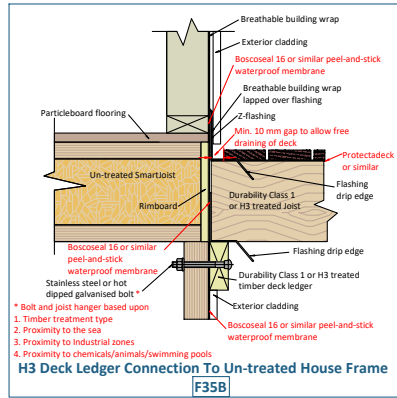 Breathable building wrap
Exterior cladding
Boscoseal 16 or similar peel-and-stick
waterproof membrane
Breathable building wrap
lapped over flashing
Particleboard flooring
Z-flashing
Min. 10 mm gap to allow free
draining of deck
Protectadeck
or similar
Un-treated SmartJoist
Flashing
drip edge
Durability Class 1
or H3 treated Joist
Rimboard
Boscoseal 16 or similar
peel-and-stick
waterproof membrane
Flashing drip edge
Stainless steel or hot
dipped galvanised bolt *
Durability Class 1 or H3 treated
timber deck ledger
* Bolt and joist hanger based upon
1. Timber treatment type
2. Proximity to the sea
3. Proximity to Industrial zones
4. Proximity to chemicals/animals/swimming pools
Exterior cladding
Boscoseal 16 or similar peel-and-stick
waterproof membrane
H3 Deck Ledger Connection To Un-treated House Frame
F35B